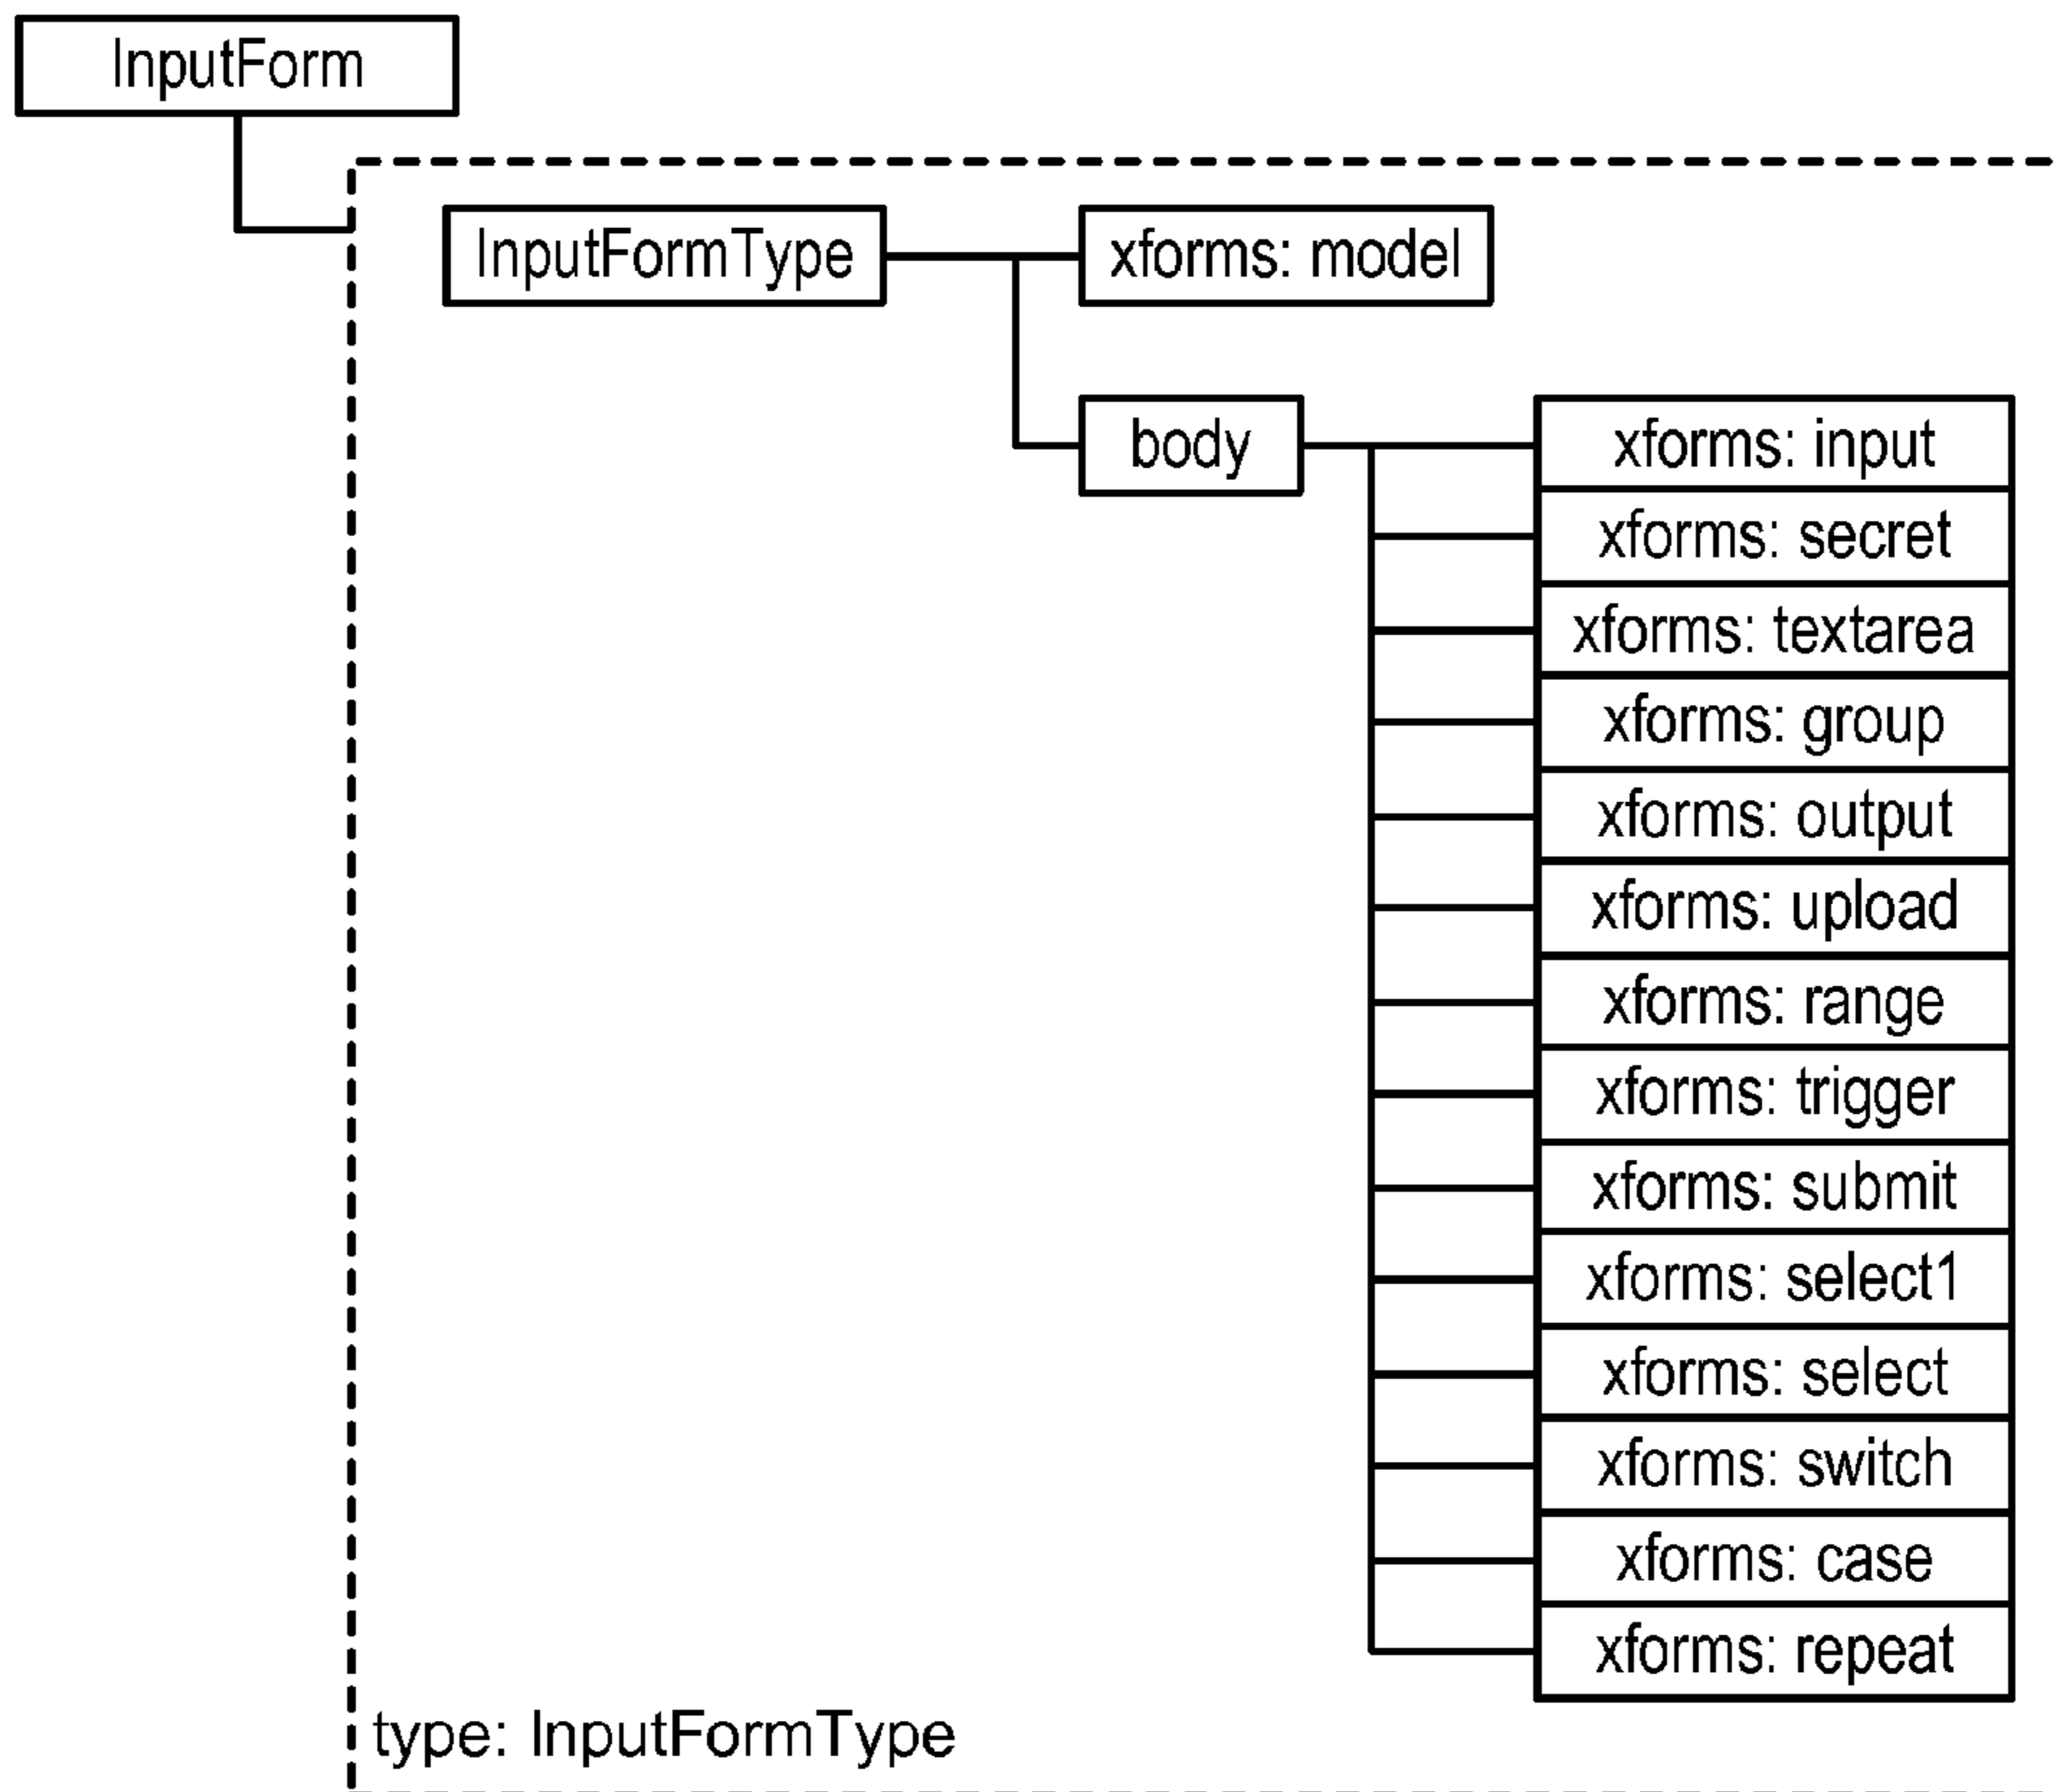 InputForm
InputFormType
xforms: model
body
xforms: input
xforms: secret
xforms: textarea
xforms: group
xforms: output
xforms: upload
xforms: range
xforms: trigger
xforms: submit
xforms: select1
xforms: select
xforms: switch
xforms: case
xforms: repeat
type: InputFormType